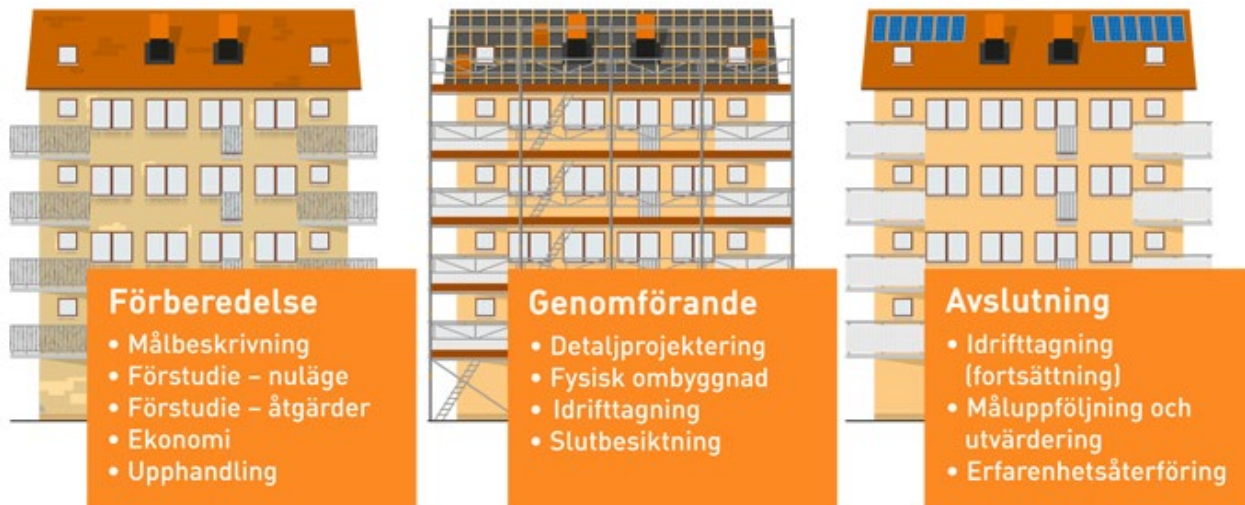 Förberedelse
• Målbeskrivning
• Förstudie – nuläge
• Förstudie – åtgärder
• Ekonomi
• Upphandling
Genomförande
• Detaljprojektering
• Fysisk ombyggnad
• Idrifttagning
• Slutbesiktning
Avslutning
• Idrifttagning
(fortsättning)
• Måluppföljning och
utvärdering
• Erfarenhetsåterföring